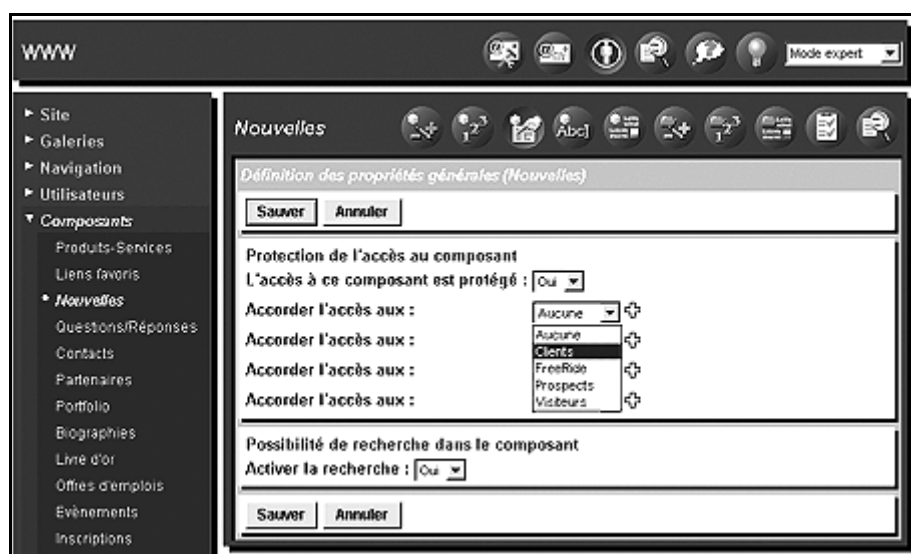 WWW
Mode expert
Site
Galeries
Navigation
Utilisateurs
Composants
Produits-Services
Liens favoris
Nouvelles
Questions/Réponses
Contacts
Partenaires
Portfolio
Biographies
Livre d'or
Offres d'emplois
Evènements
Inscriptions
Nouvelles
Définition des propriétés générales (Nouvelles)
Sauver Annuler
Protection de l'accès au composant
L'accès à ce composant est protégé : Oui
Accorder l'accès aux : Aucune
Accorder l'accès aux :
Accorder l'accès aux :
Accorder l'accès aux :
Aucune
Clients
FreeRide
Prospects
Visiteurs
Possibilité de recherche dans le composant
Activer la recherche : Oui
Sauver Annuler